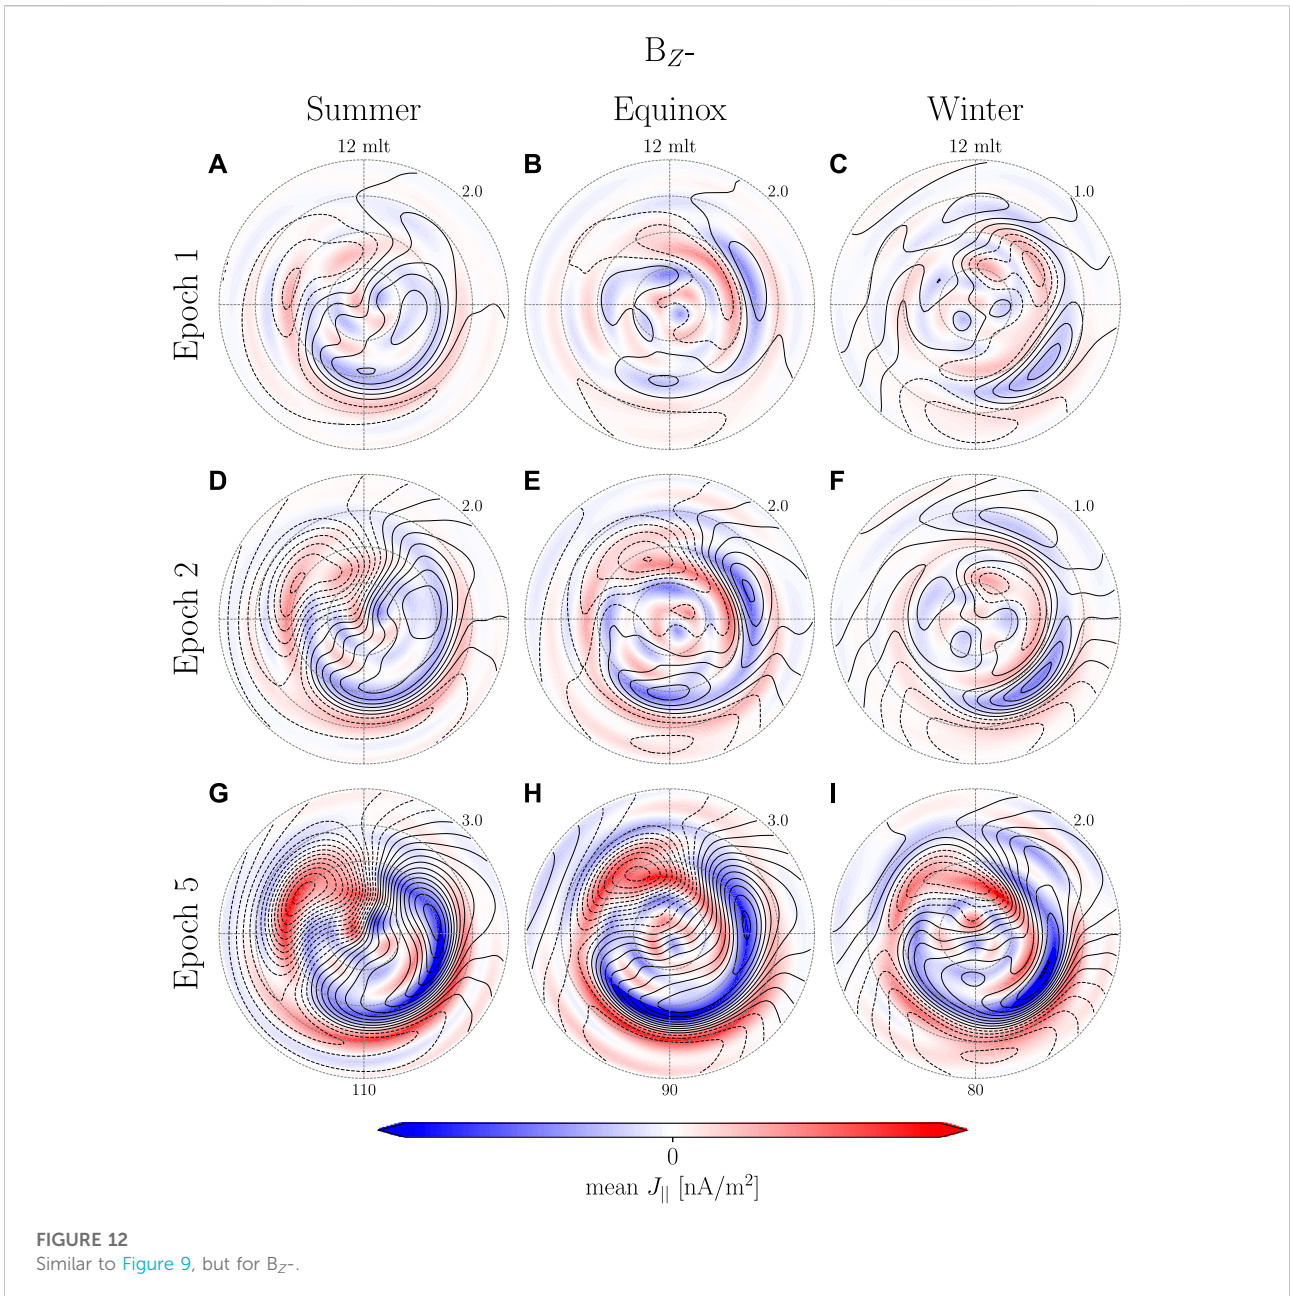 B_Z-
Summer Equinox Winter
A 12 mlt B 12 mlt C 12 mlt
2.0 2.0 1.0
Epoch 1
D E F
2.0 2.0 1.0
Epoch 2
G H I
3.0 3.0 2.0
Epoch 5
110 90 80
0
mean J_|| [nA/m²]
FIGURE 12
Similar to Figure 9, but for B_Z-.